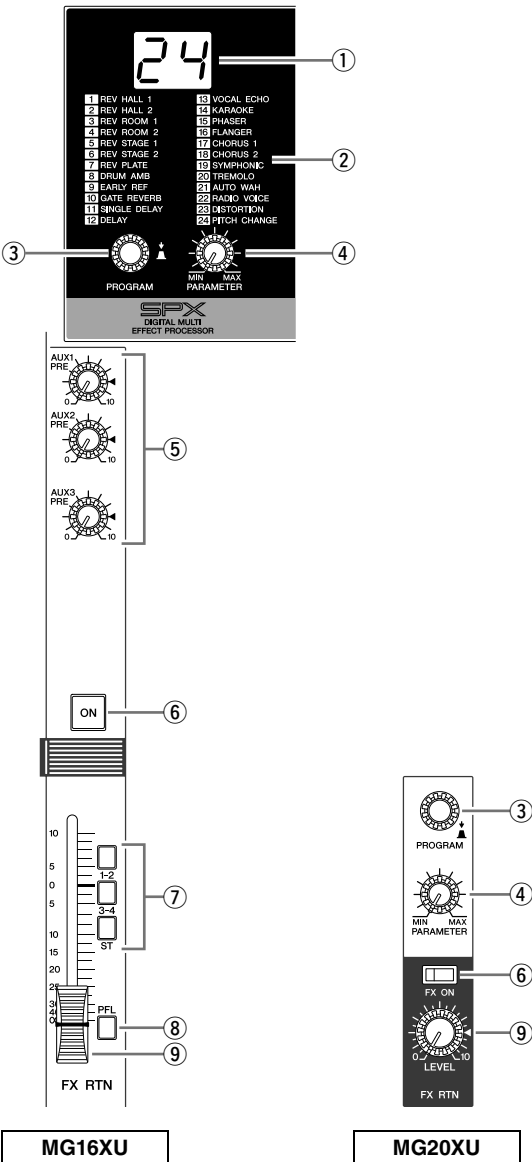 24
①
1 REV HALL 1
2 REV HALL 2
3 REV ROOM 1
4 REV ROOM 2
5 REV STAGE 1
6 REV STAGE 2
7 REV PLATE
8 DRUM AMB
9 EARLY REF
10 GATE REVERB
11 SINGLE DELAY
12 DELAY
13 VOCAL ECHO
14 KARAOKE
15 PHASER
16 FLANGER
17 CHORUS 1
18 CHORUS 2
19 SYMPHONIC
20 TREMOLO
21 AUTO WAH
22 RADIO VOICE
23 DISTORTION
24 PITCH CHANGE
②
③
④
MIN MAX
PROGRAM PARAMETER
SPX
DIGITAL MULTI
EFFECT PROCESSOR
AUX1
PRE
0 10
AUX2
PRE
0 10
⑤
AUX3
PRE
0 10
ON
⑥
10
5
0
5
10
15
20
25
30
40
1-2
3-4
ST
⑦
PFL
⑧
⑨
FX RTN
MG16XU
③
PROGRAM
④
MIN MAX
PARAMETER
⑥
FX ON
⑨
0 10
LEVEL
FX RTN
MG20XU